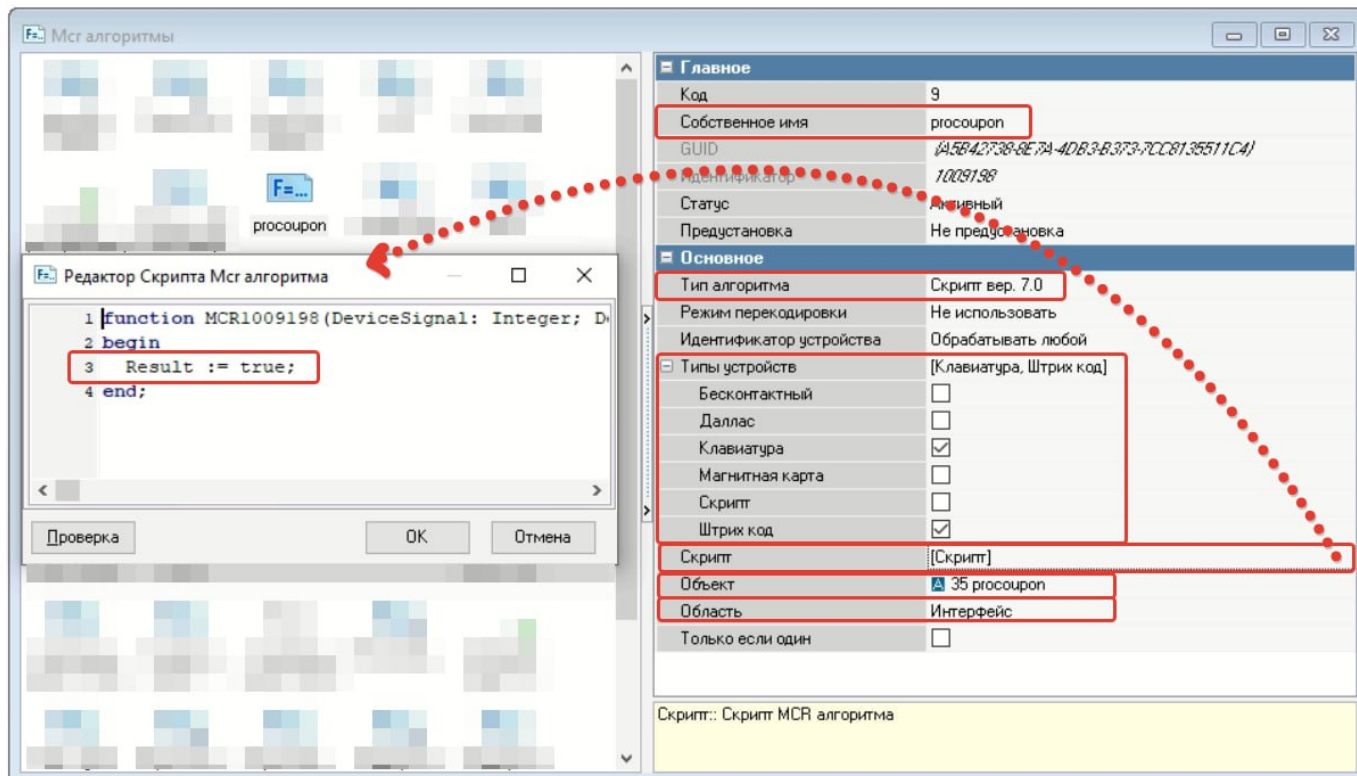 Mcr алгоритмы
F=...
procoupon
Редактор Скрипта Mcr алгоритма
1 function MCR1009198(DeviceSignal: Integer; D
2 begin
3 Result := true;
4 end;
Проверка
OK
Отмена
Главное
Код 9
Собственное имя procoupon
GUID {A5B42738-8E7A-4DB3-B373-7CC8135511C4}
Идентификатор 1009198
Статус Активный
Предустановка Не предустановка
Основное
Тип алгоритма Скрипт вер. 7.0
Режим перекодировки Не использовать
Идентификатор устройства Обрабатывать любой
Типы устройств [Клавиатура, Штрих код]
Бесконтактный
Даллас
Клавиатура
Магнитная карта
Скрипт
Штрих код
Скрипт [Скрипт]
Объект 35 procoupon
Область Интерфейс
Только если один
Скрипт:: Скрипт MCR алгоритма